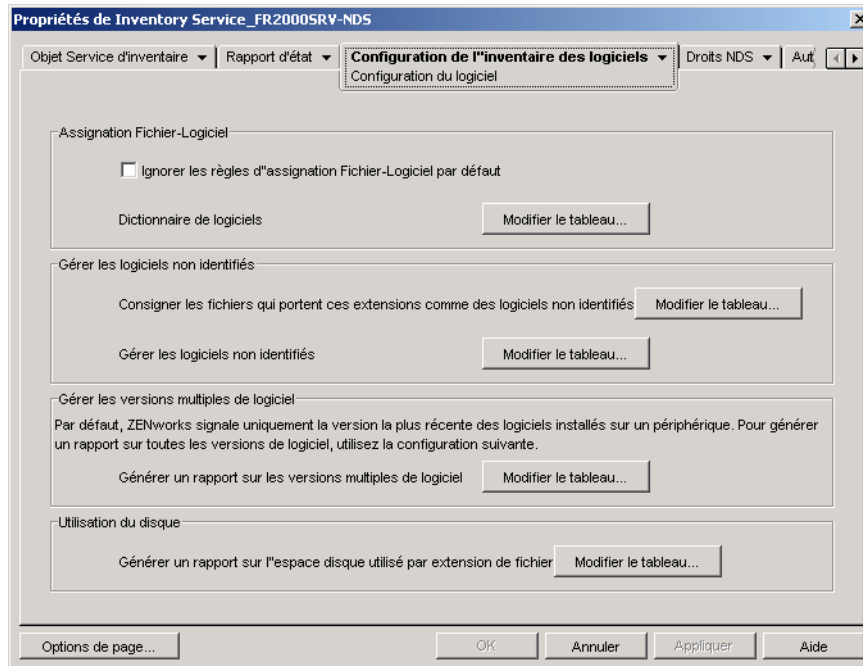 Propriétés de Inventory Service_FR2000SRV-NDS
Objet Service d'inventaire Rapport d'état Configuration de l''inventaire des logiciels Droits NDS Aut
Configuration du logiciel
Assignation Fichier-Logiciel
Ignorer les règles d''assignation Fichier-Logiciel par défaut
Dictionnaire de logiciels Modifier le tableau...
Gérer les logiciels non identifiés
Consigner les fichiers qui portent ces extensions comme des logiciels non identifiés Modifier le tableau...
Gérer les logiciels non identifiés Modifier le tableau...
Gérer les versions multiples de logiciel
Par défaut, ZENworks signale uniquement la version la plus récente des logiciels installés sur un périphérique. Pour générer
un rapport sur toutes les versions de logiciel, utilisez la configuration suivante.
Générer un rapport sur les versions multiples de logiciel Modifier le tableau...
Utilisation du disque
Générer un rapport sur l''espace disque utilisé par extension de fichier Modifier le tableau...
Options de page... OK Annuler Appliquer Aide